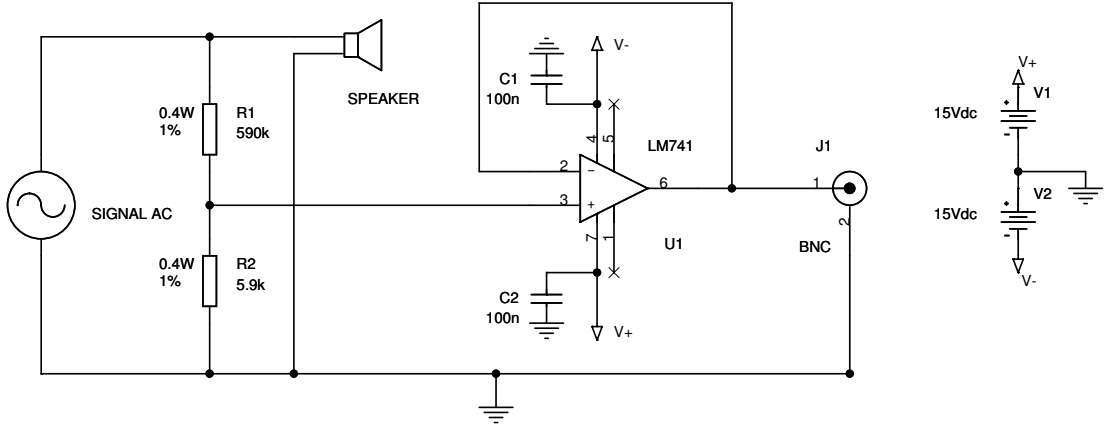 SIGNAL AC
0.4W
1%
R1
590k
0.4W
1%
R2
5.9k
SPEAKER
C1
100n
V-
4
5
LM741
2
−
3
+
6
7
1
U1
C2
100n
V+
J1
1
2
BNC
V+
+
V1
15Vdc
-
+
V2
15Vdc
-
V-